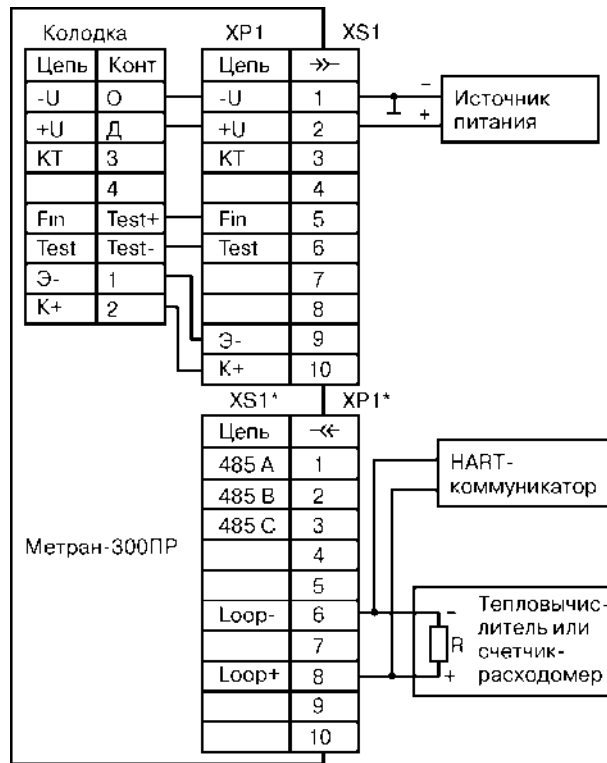 Колодка XP1 XS1
Цепь Конт Цепь
-U О -U 1
+U Д +U 2
КТ 3 КТ 3
4 4
Fin Test+ Fin 5
Test Test- Test 6
Э- 1 7
К+ 2 8
Э- 9
К+ 10
− Источник
+ питания
XS1* XP1*
Цепь
485 A 1
485 B 2
485 C 3
4
5
Loop- 6
7
Loop+ 8
9
10
Метран-300ПР
HART-
коммуникатор
− Тепловычис-
литель или
R счетчик-
+ расходомер